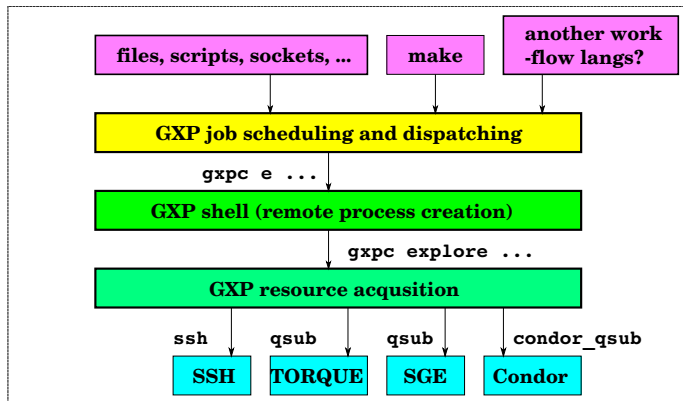 files, scripts, sockets, ...
make
another work
-flow langs?
GXP job scheduling and dispatching
gxpc e ...
GXP shell (remote process creation)
gxpc explore ...
GXP resource acqusition
ssh
qsub
qsub
condor_qsub
SSH
TORQUE
SGE
Condor